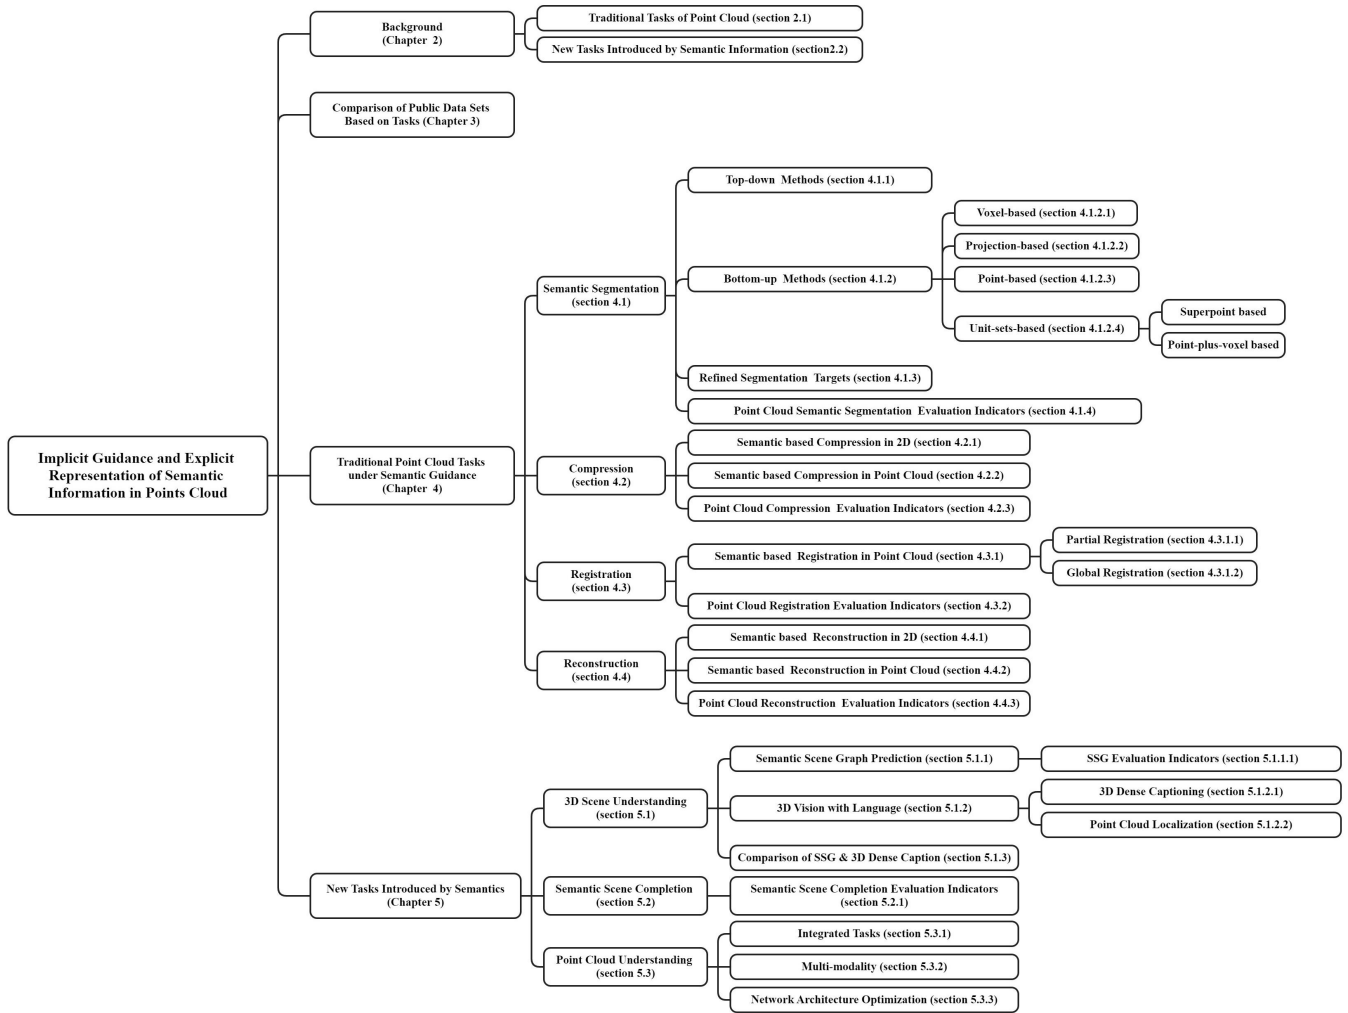 Background
(Chapter 2)
Traditional Tasks of Point Cloud (section 2.1)
New Tasks Introduced by Semantic Information (section2.2)
Comparison of Public Data Sets
Based on Tasks (Chapter 3)
Top-down Methods (section 4.1.1)
Voxel-based (section 4.1.2.1)
Projection-based (section 4.1.2.2)
Semantic Segmentation
(section 4.1)
Bottom-up Methods (section 4.1.2)
Point-based (section 4.1.2.3)
Unit-sets-based (section 4.1.2.4)
Superpoint based
Point-plus-voxel based
Refined Segmentation Targets (section 4.1.3)
Point Cloud Semantic Segmentation Evaluation Indicators (section 4.1.4)
Implicit Guidance and Explicit
Representation of Semantic
Information in Points Cloud
Traditional Point Cloud Tasks
under Semantic Guidance
(Chapter 4)
Compression
(section 4.2)
Semantic based Compression in 2D (section 4.2.1)
Semantic based Compression in Point Cloud (section 4.2.2)
Point Cloud Compression Evaluation Indicators (section 4.2.3)
Registration
(section 4.3)
Semantic based Registration in Point Cloud (section 4.3.1)
Partial Registration (section 4.3.1.1)
Global Registration (section 4.3.1.2)
Point Cloud Registration Evaluation Indicators (section 4.3.2)
Reconstruction
(section 4.4)
Semantic based Reconstruction in 2D (section 4.4.1)
Semantic based Reconstruction in Point Cloud (section 4.4.2)
Point Cloud Reconstruction Evaluation Indicators (section 4.4.3)
New Tasks Introduced by Semantics
(Chapter 5)
3D Scene Understanding
(section 5.1)
Semantic Scene Graph Prediction (section 5.1.1)
SSG Evaluation Indicators (section 5.1.1.1)
3D Vision with Language (section 5.1.2)
3D Dense Captioning (section 5.1.2.1)
Point Cloud Localization (section 5.1.2.2)
Comparison of SSG & 3D Dense Caption (section 5.1.3)
Semantic Scene Completion
(section 5.2)
Semantic Scene Completion Evaluation Indicators
(section 5.2.1)
Point Cloud Understanding
(section 5.3)
Integrated Tasks (section 5.3.1)
Multi-modality (section 5.3.2)
Network Architecture Optimization (section 5.3.3)